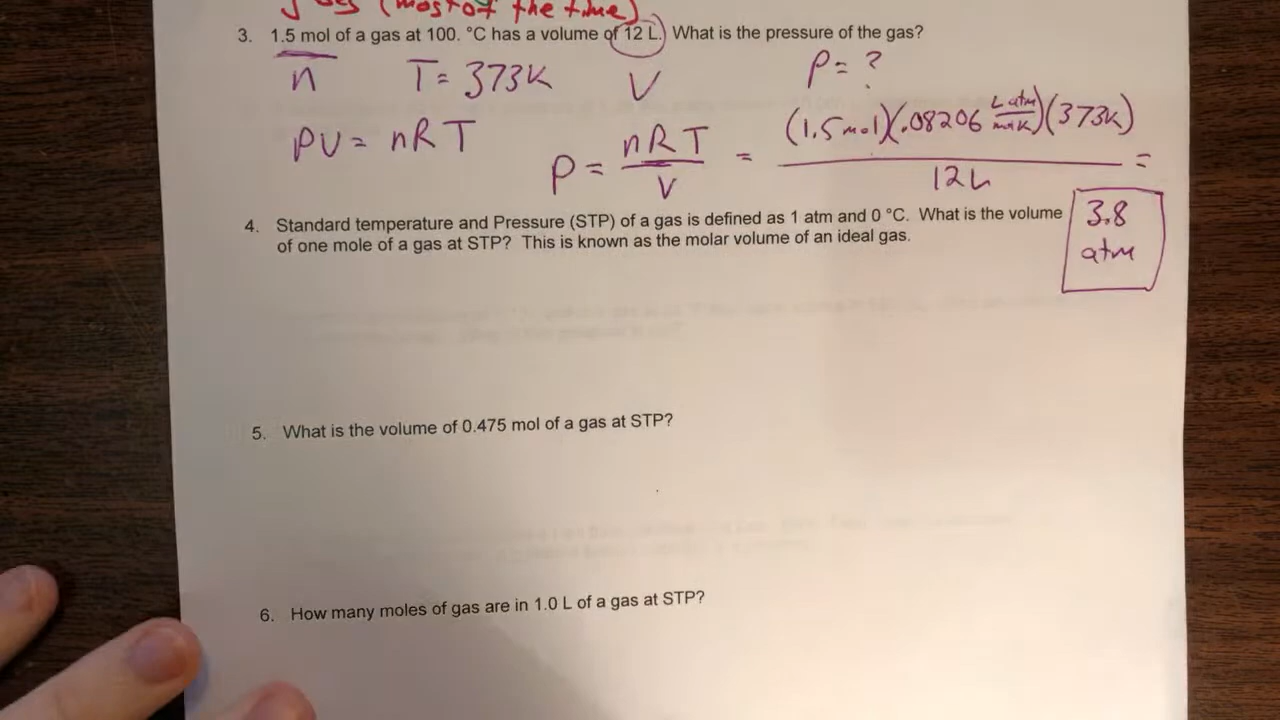 gases (most of the time)
3. 1.5 mol of a gas at 100. °C has a volume of 12 L. What is the pressure of the gas?
n T = 373K V P = ?
PV = nRT P = nRT / V = (1.5 mol)(.08206 L atm / mol K)(373K) / 12L =
3.8
atm
4. Standard temperature and Pressure (STP) of a gas is defined as 1 atm and 0 °C. What is the volume
of one mole of a gas at STP? This is known as the molar volume of an ideal gas.
5. What is the volume of 0.475 mol of a gas at STP?
6. How many moles of gas are in 1.0 L of a gas at STP?